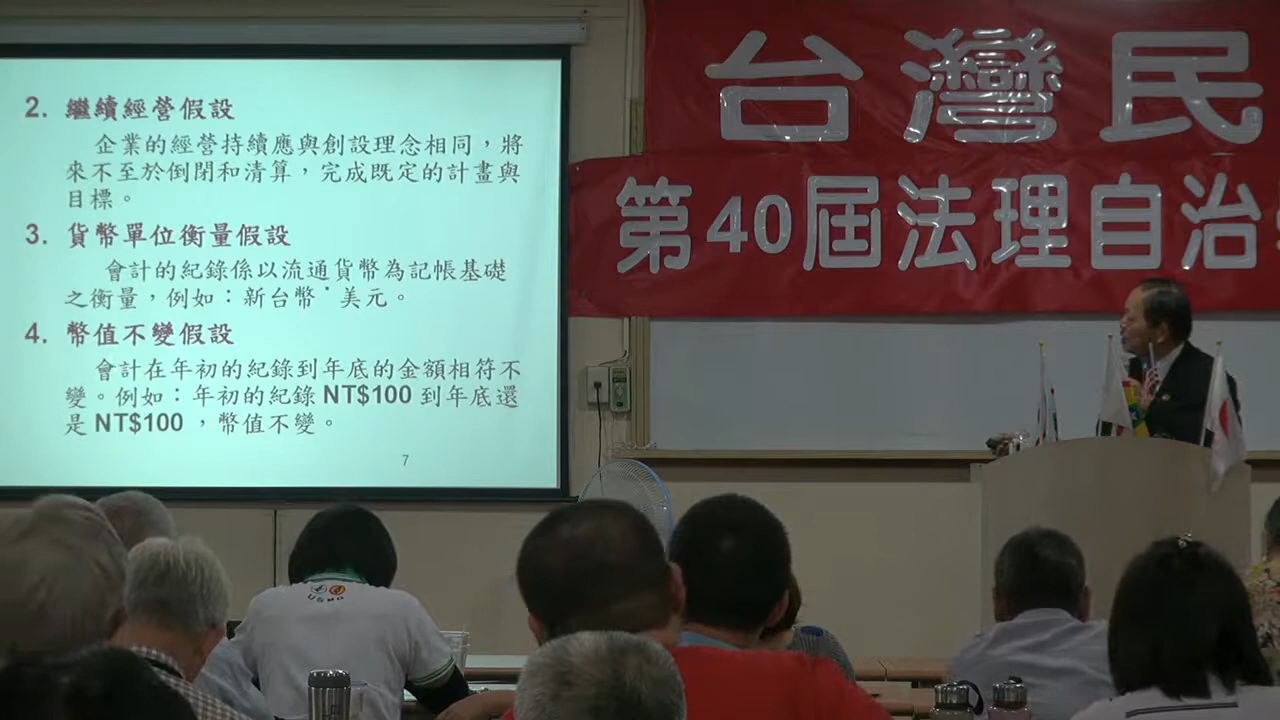 2. 繼續經營假設
企業的經營持續應與創設理念相同，將
來不至於倒閉和清算，完成既定的計畫與
目標。
3. 貨幣單位衡量假設
會計的紀錄係以流通貨幣為記帳基礎
之衡量，例如：新台幣˙美元。
4. 幣值不變假設
會計在年初的紀錄到年底的金額相符不
變。例如：年初的紀錄 NT$100 到年底還
是 NT$100 ，幣值不變。
7
台灣民
第40屆法理自治